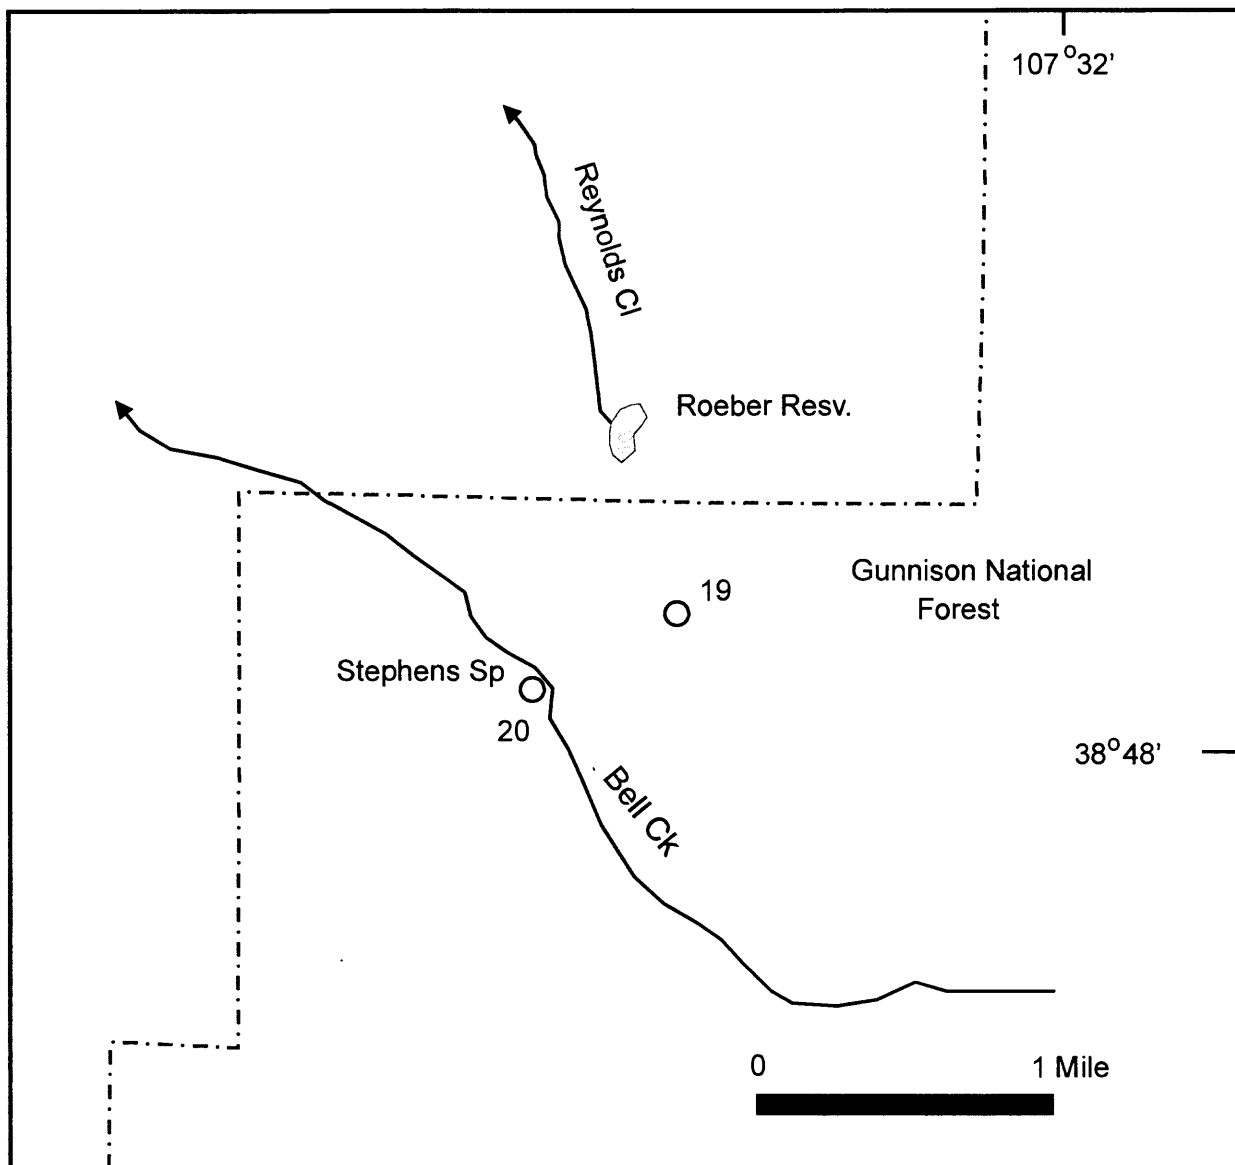 107°32'
Reynolds Cl
Roeber Resv.
Gunnison National
Forest
19
Stephens Sp
20
38°48'
Bell Ck
0 1 Mile